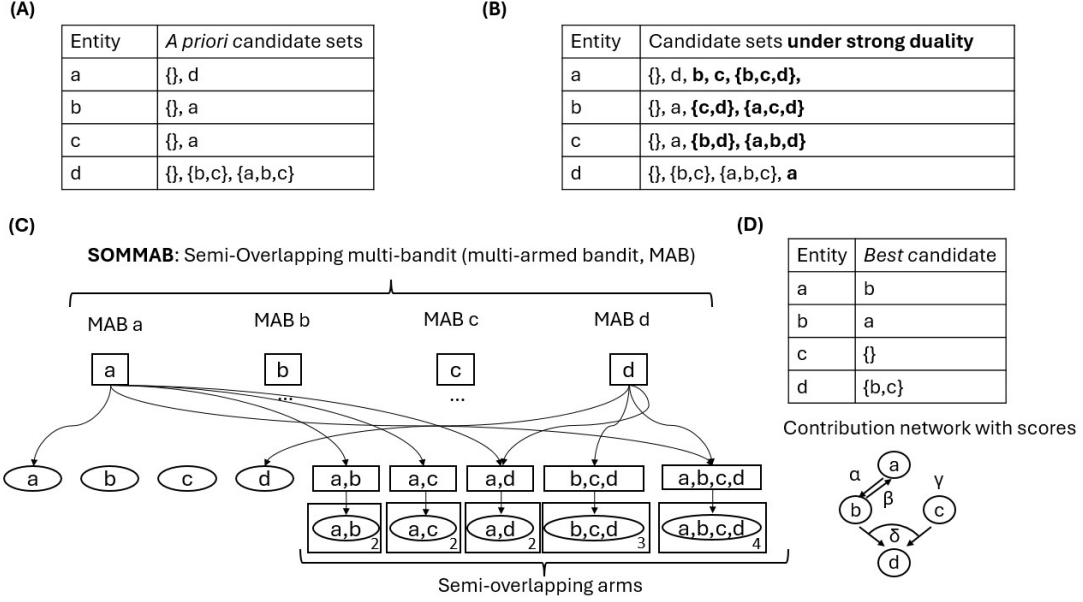 (A)
Entity A priori candidate sets
a {}, d
b {}, a
c {}, a
d {}, {b,c}, {a,b,c}
(B)
Entity Candidate sets under strong duality
a {}, d, b, c, {b,c,d},
b {}, a, {c,d}, {a,c,d}
c {}, a, {b,d}, {a,b,d}
d {}, {b,c}, {a,b,c}, a
(C)
SOMMAB: Semi-Overlapping multi-bandit (multi-armed bandit, MAB)
MAB a MAB b MAB c MAB d
a b c d
... ...
a b c d a,b a,c a,d b,c,d a,b,c,d
a,b 2 a,c 2 a,d 2 b,c,d 3 a,b,c,d 4
Semi-overlapping arms
(D)
Entity Best candidate
a b
b a
c {}
d {b,c}
Contribution network with scores
a
α γ
β
b c
δ
d